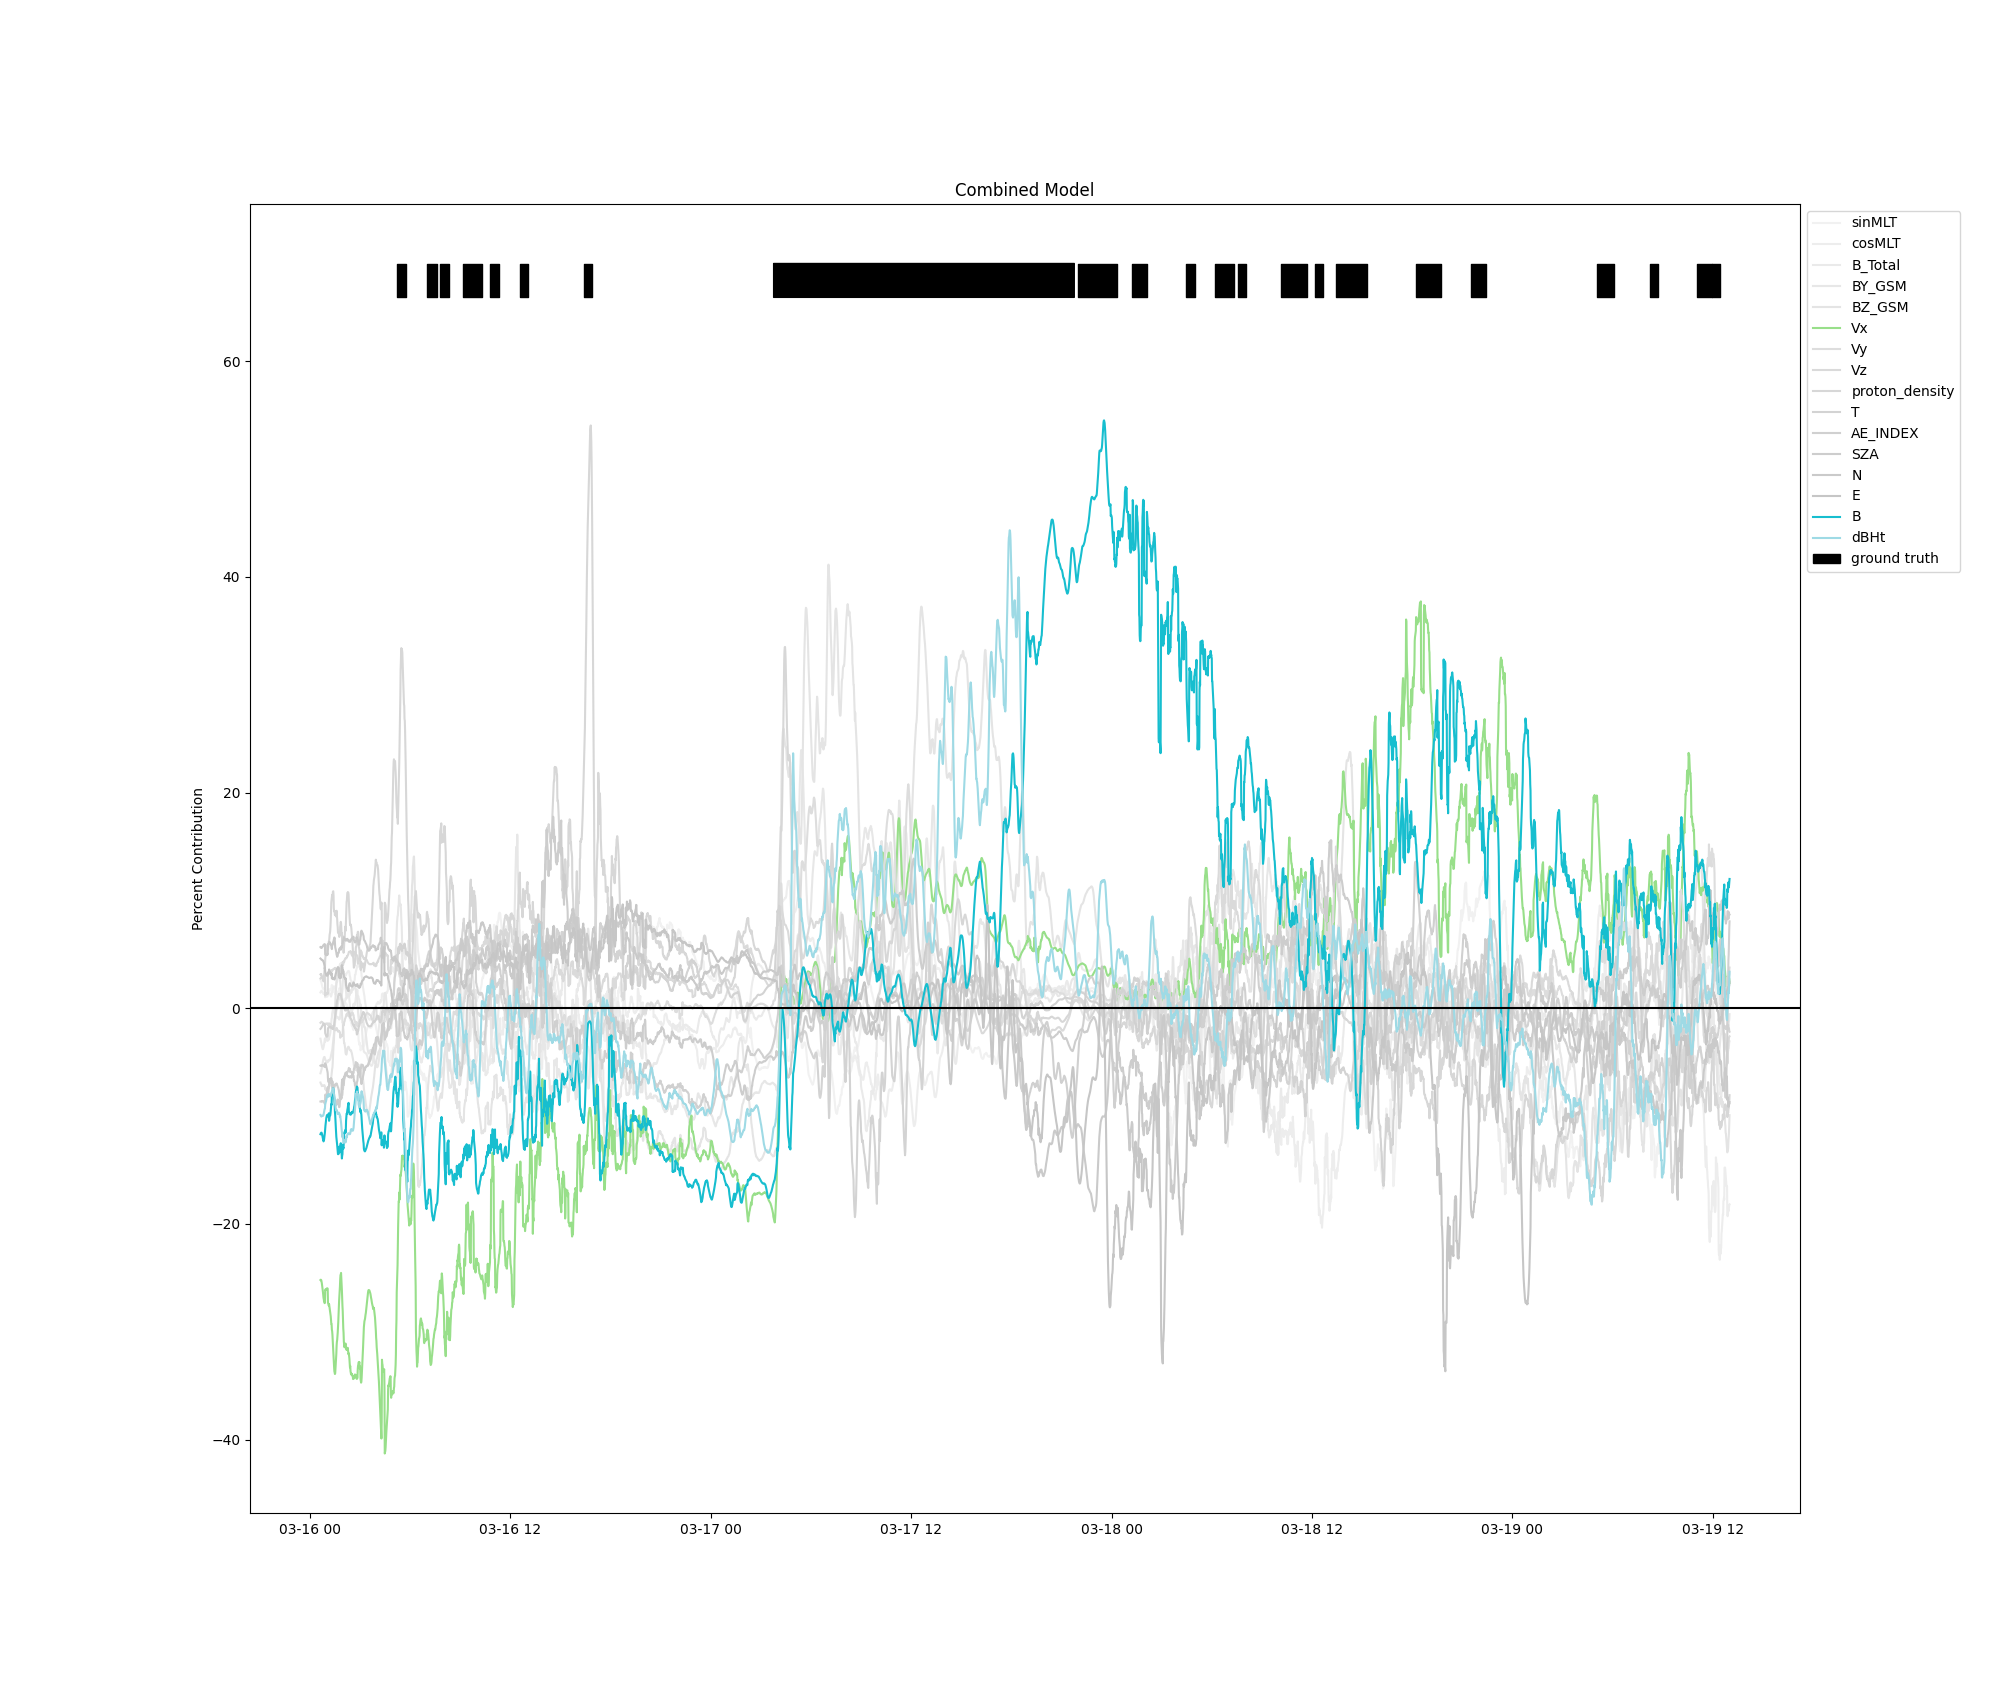 Combined Model
Percent Contribution
60
40
20
0
−20
−40
03-16 00
03-16 12
03-17 00
03-17 12
03-18 00
03-18 12
03-19 00
03-19 12
sinMLT
cosMLT
B_Total
BY_GSM
BZ_GSM
Vx
Vy
Vz
proton_density
T
AE_INDEX
SZA
N
E
B
dBHt
ground truth